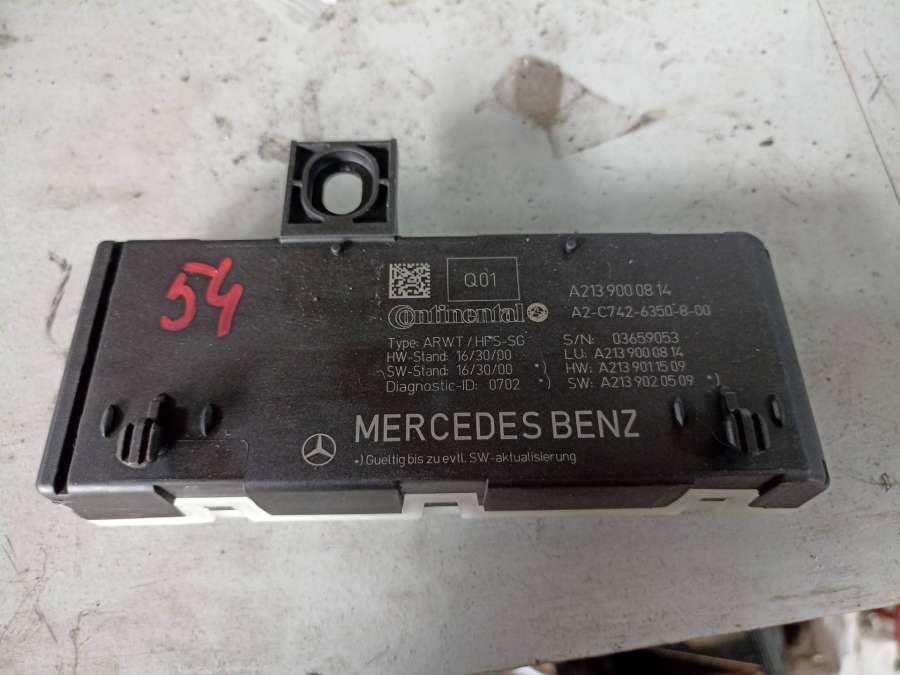 54
Q01
Continental
A213 900 08 14
A2-C742-6350-8-00
Type: ARWT/HFS-SG
HW-Stand: 16/30/00
SW-Stand: 16/30/00 *)
Diagnostic-ID: 0702 *)
S/N: 03659053
LU: A213 900 08 14
HW: A213 901 15 09
SW: A213 902 05 09 *)
MERCEDES BENZ
*) Gueltig bis zu evtl. SW-aktualisierung